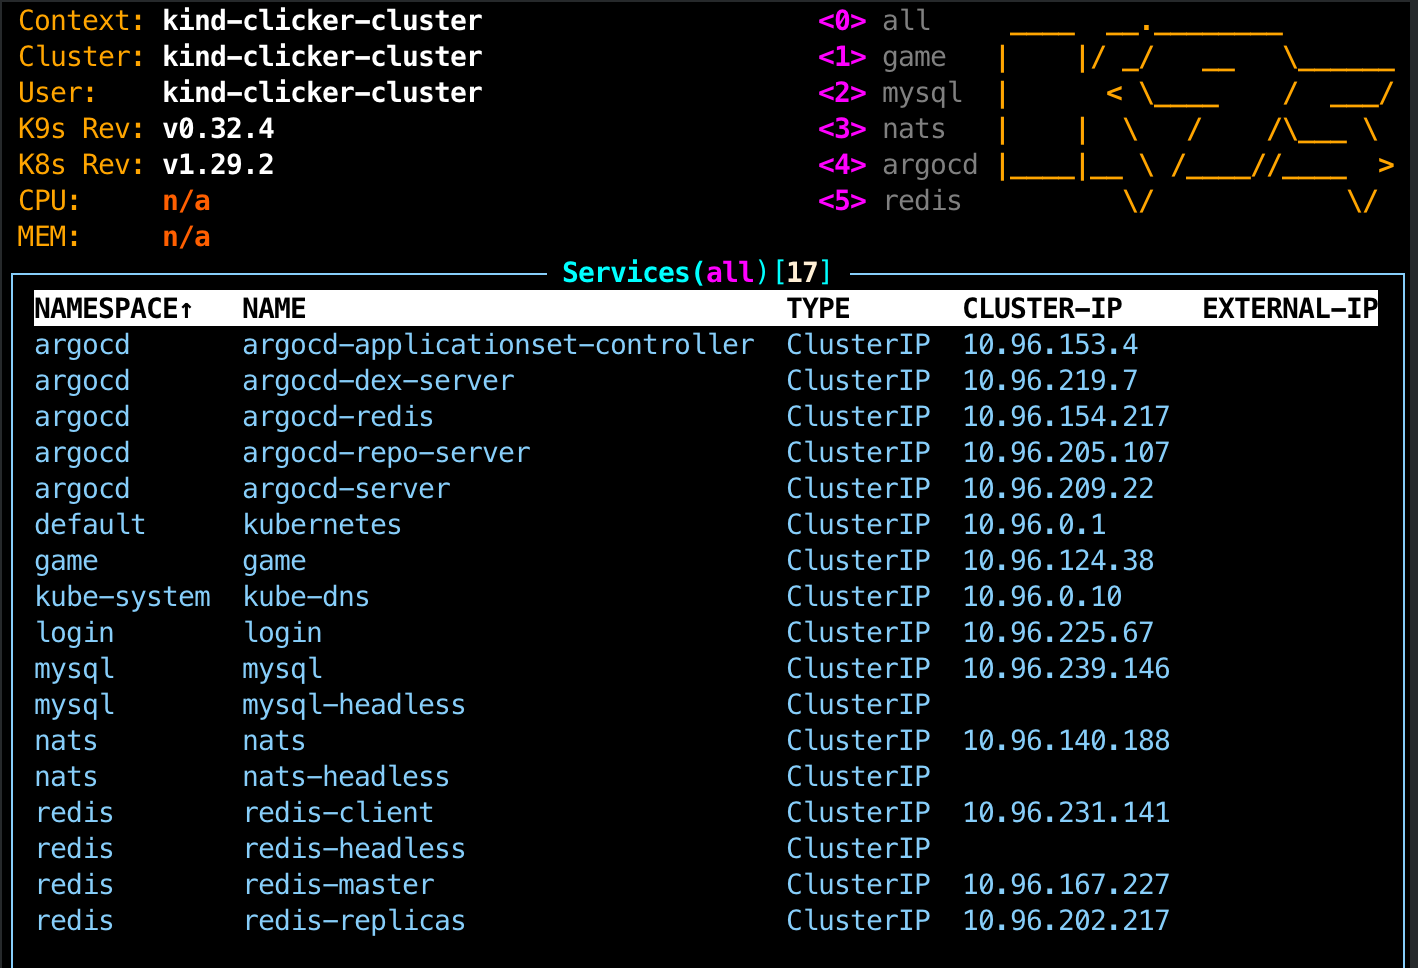 Context: kind-clicker-cluster <0> all
Cluster: kind-clicker-cluster <1> game
User: kind-clicker-cluster <2> mysql
K9s Rev: v0.32.4 <3> nats
K8s Rev: v1.29.2 <4> argocd
CPU: n/a <5> redis
MEM: n/a
Services(all)[17]
NAMESPACE↑ NAME TYPE CLUSTER-IP EXTERNAL-IP
argocd argocd-applicationset-controller ClusterIP 10.96.153.4
argocd argocd-dex-server ClusterIP 10.96.219.7
argocd argocd-redis ClusterIP 10.96.154.217
argocd argocd-repo-server ClusterIP 10.96.205.107
argocd argocd-server ClusterIP 10.96.209.22
default kubernetes ClusterIP 10.96.0.1
game game ClusterIP 10.96.124.38
kube-system kube-dns ClusterIP 10.96.0.10
login login ClusterIP 10.96.225.67
mysql mysql ClusterIP 10.96.239.146
mysql mysql-headless ClusterIP
nats nats ClusterIP 10.96.140.188
nats nats-headless ClusterIP
redis redis-client ClusterIP 10.96.231.141
redis redis-headless ClusterIP
redis redis-master ClusterIP 10.96.167.227
redis redis-replicas ClusterIP 10.96.202.217